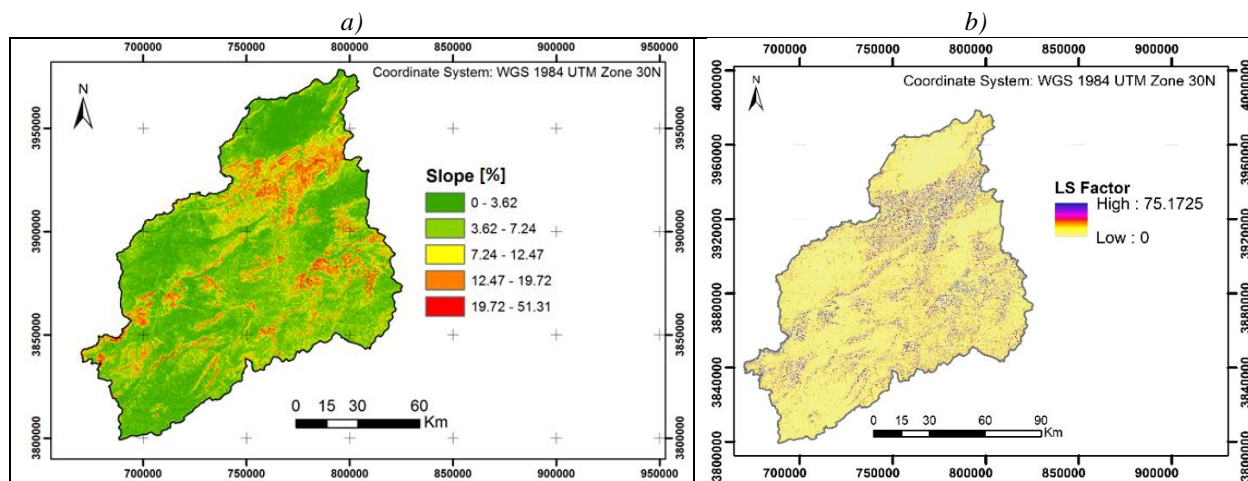 a)
700000 750000 800000 850000 900000 950000
Coordinate System: WGS 1984 UTM Zone 30N
N
3950000 3950000
3900000 3900000
3850000 3850000
3800000 3800000
Slope [%]
0 - 3.62
3.62 - 7.24
7.24 - 12.47
12.47 - 19.72
19.72 - 51.31
0 15 30 60
Km
700000 750000 800000 850000 900000 950000
b)
700000 750000 800000 850000 900000
Coordinate System: WGS 1984 UTM Zone 30N
N
4000000 4000000
3960000 3960000
3920000 3920000
3880000 3880000
3840000 3840000
3800000 3800000
LS Factor
High : 75.1725
Low : 0
0 15 30 60 90
Km
700000 750000 800000 850000 900000